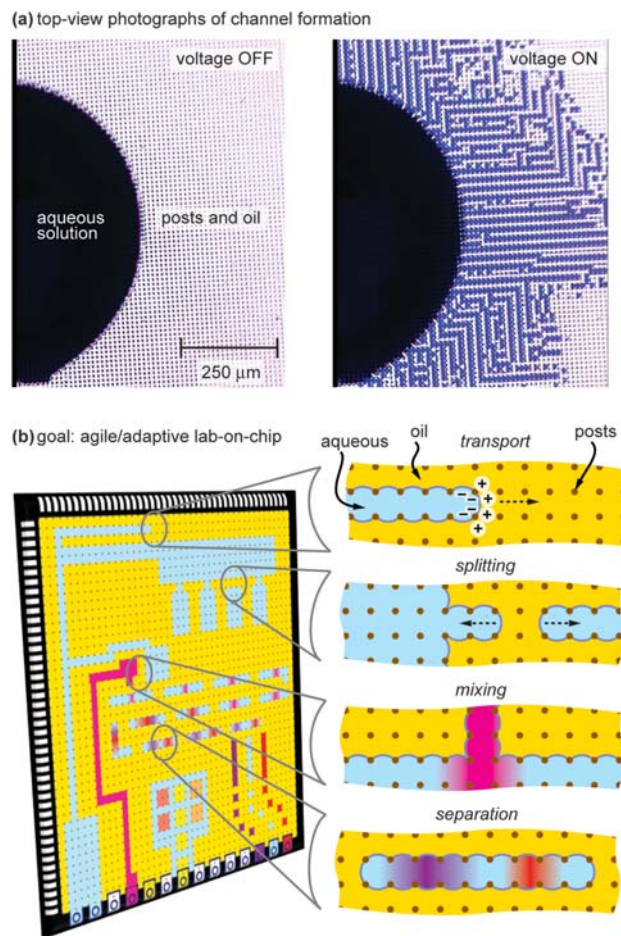 (a) top-view photographs of channel formation
voltage OFF
voltage ON
aqueous
solution
posts and oil
250 μm
(b) goal: agile/adaptive lab-on-chip
aqueous
oil
transport
posts
splitting
mixing
separation